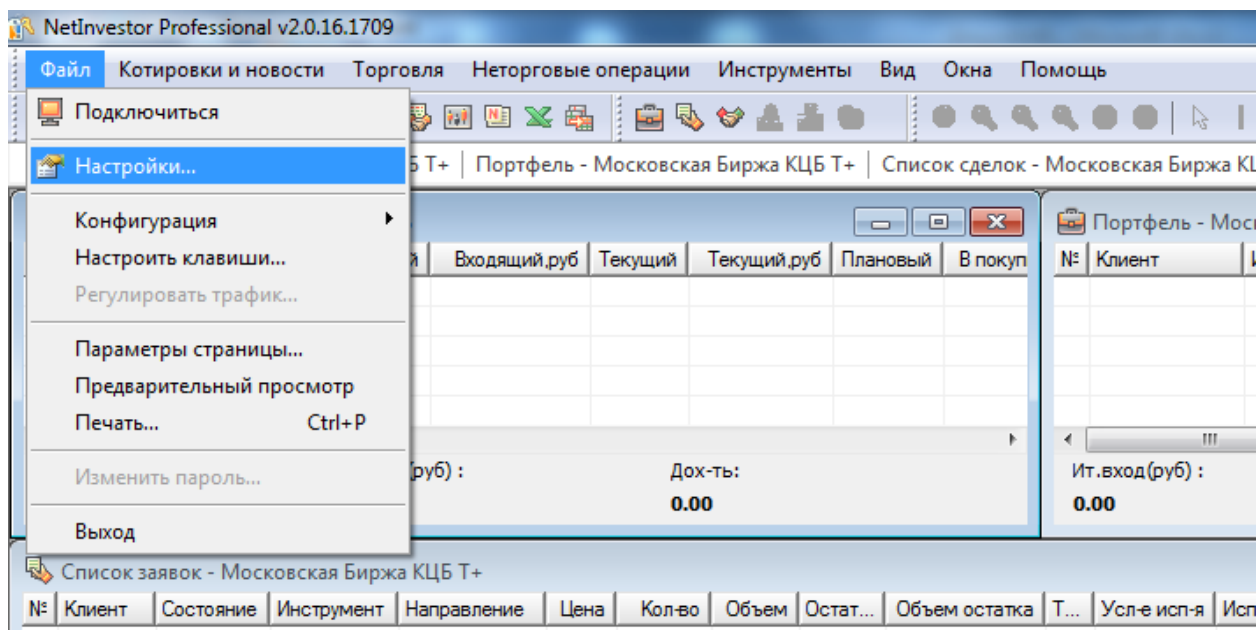 NetInvestor Professional v2.0.16.1709
Файл Котировки и новости Торговля Неторговые операции Инструменты Вид Окна Помощь
Подключиться
Настройки...
Т+ Портфель - Московская Биржа КЦБ Т+ Список сделок - Московская Биржа
Конфигурация
Настроить клавиши...
Регулировать трафик...
Параметры страницы...
Предварительный просмотр
Печать... Ctrl+P
Изменить пароль...
Выход
Входящий,руб Текущий Текущий,руб Плановый В покуп
(руб) : Дох-ть:
0.00
Портфель - Мос
№ Клиент
Ит.вход(руб) :
0.00
Список заявок - Московская Биржа КЦБ Т+
№ Клиент Состояние Инструмент Направление Цена Кол-во Объем Остат... Объем остатка Т... Усл-е исп-я Исп